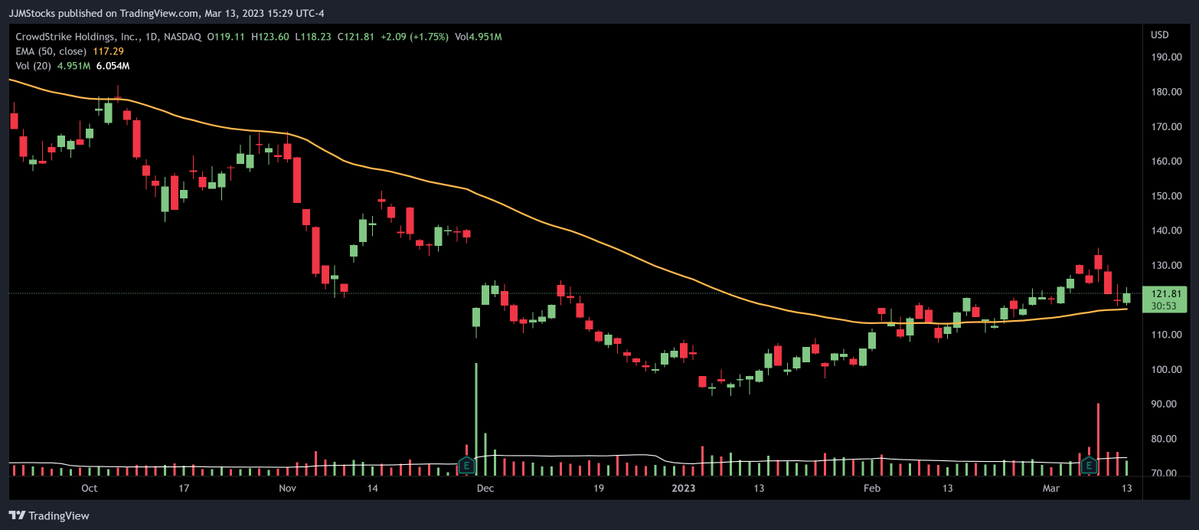 JJMStocks published on TradingView.com, Mar 13, 2023 15:29 UTC-4
CrowdStrike Holdings, Inc., 1D, NASDAQ O119.11 H123.60 L118.23 C121.81 +2.09 (+1.75%) Vol4.951M
EMA (50, close) 117.29
Vol (20) 4.951M 6.054M
USD
190.00
180.00
170.00
160.00
150.00
140.00
130.00
121.81
30:53
110.00
100.00
90.00
80.00
70.00
E E
Oct 17 Nov 14 Dec 19 2023 13 Feb 13 Mar 13
TradingView